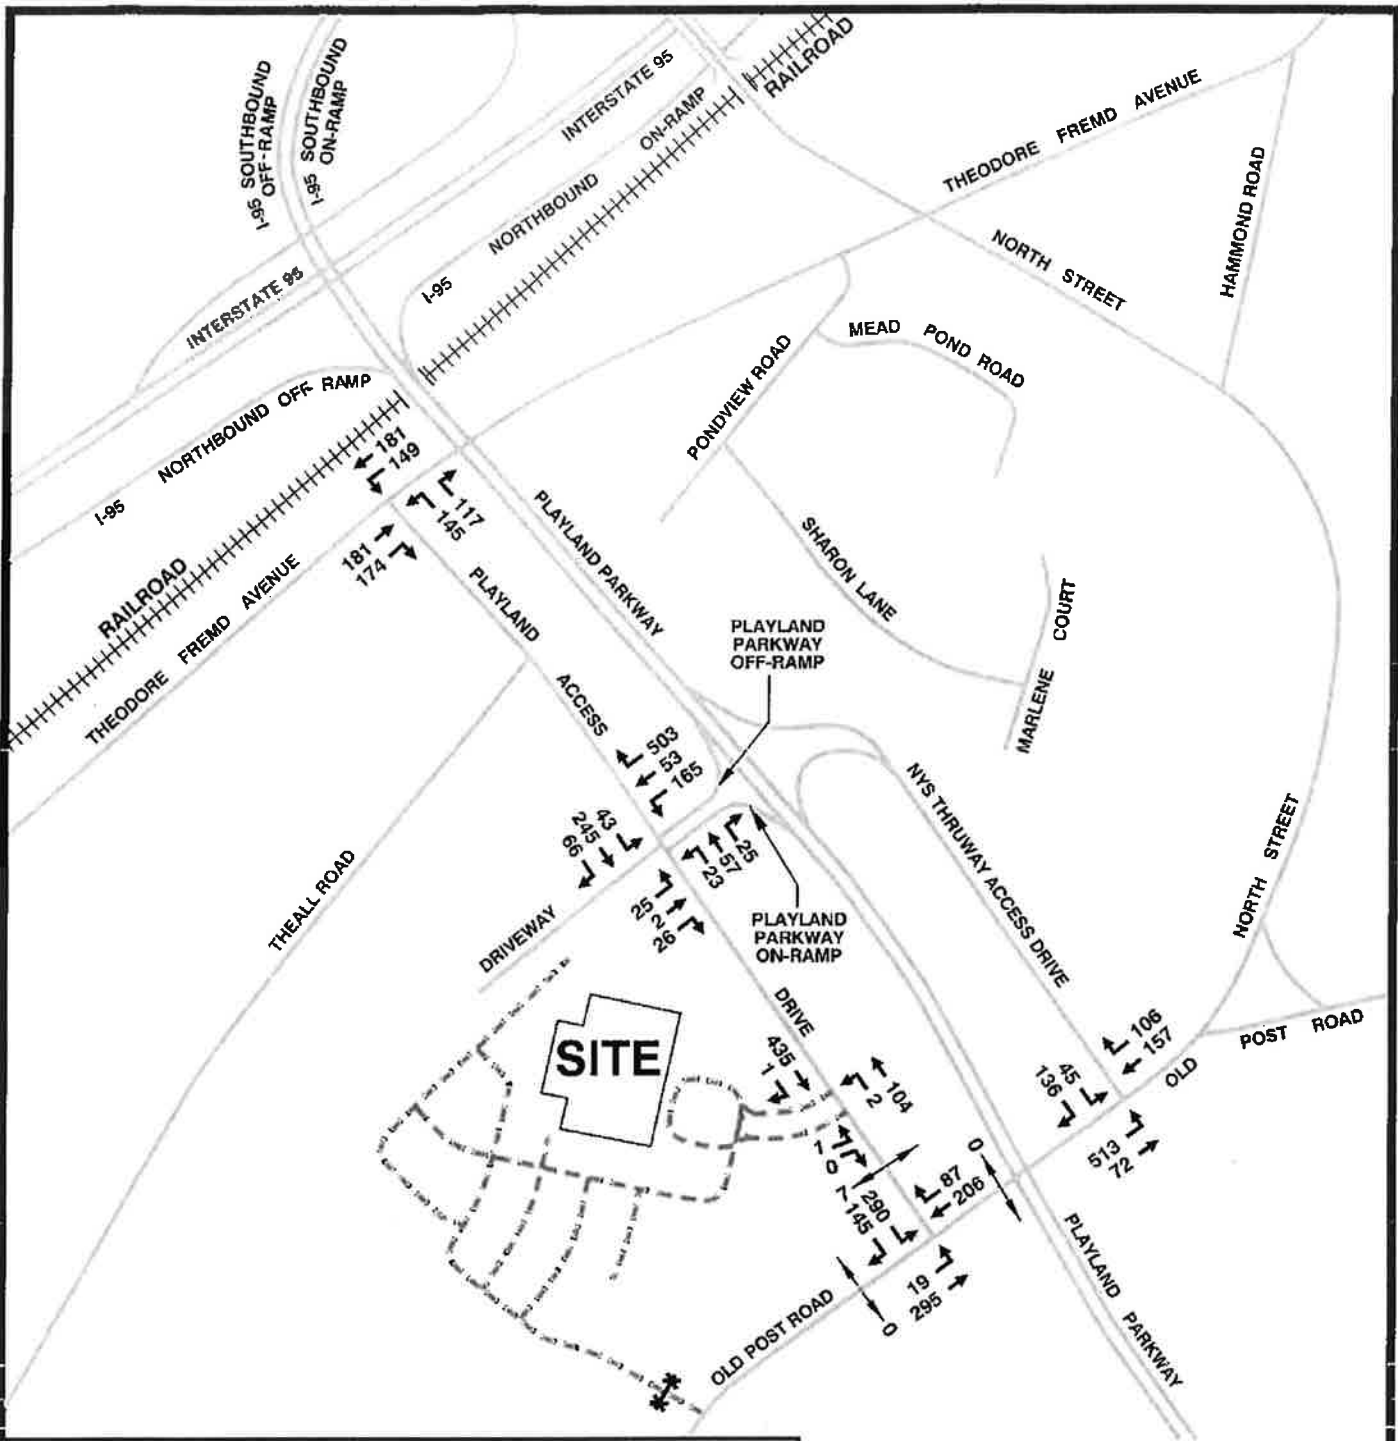 I-95 SOUTHBOUND
OFF-RAMP
I-95 SOUTHBOUND
ON-RAMP
INTERSTATE 95
ON-RAMP
NORTHBOUND
I-95
RAILROAD
THEODORE FREMD AVENUE
HAMMOND ROAD
NORTH STREET
INTERSTATE 95
MEAD POND ROAD
PONDVIEW ROAD
I-95 NORTHBOUND OFF RAMP
181
149
117
145
181
174
RAILROAD
THEODORE FREMD AVENUE
PLAYLAND PARKWAY
SHARON LANE
MARLENE COURT
PLAYLAND
ACCESS
DRIVE
PLAYLAND
PARKWAY
OFF-RAMP
503
53
165
43
245
66
25
57
23
25
2
26
PLAYLAND
PARKWAY
ON-RAMP
NYS THRUWAY ACCESS DRIVE
NORTH STREET
THEALL ROAD
DRIVEWAY
SITE
435
1
104
2
1
0
7
290
145
87
206
0
19
295
0
45
136
106
157
513
72
OLD
POST ROAD
OLD POST ROAD
PLAYLAND PARKWAY